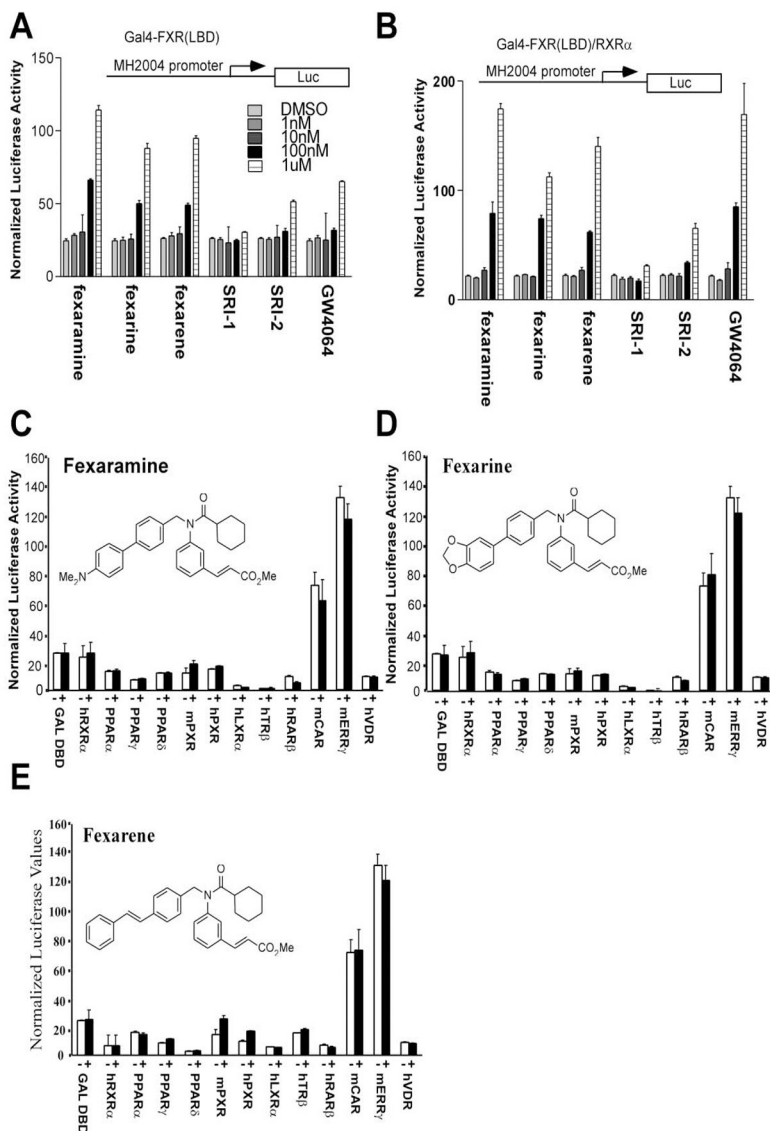 A
Gal4-FXR(LBD)
MH2004 promoter
Luc
Normalized Luciferase Activity
150
100
50
0
DMSO
1nM
10nM
100nM
1uM
fexaramine
fexarine
fexarene
SRI-1
SRI-2
GW4064
B
Gal4-FXR(LBD)/RXRα
MH2004 promoter
Luc
Normalized Luciferase Activity
200
100
0
fexaramine
fexarine
fexarene
SRI-1
SRI-2
GW4064
C
Fexaramine
Normalized Luciferase Activity
160
140
120
100
80
60
40
20
0
O
N
Me₂N
CO₂Me
- + - + - + - + - + - + - + - + - + - + - + - + - +
GAL DBD
hRXRα
PPARα
PPARγ
PPARδ
mPXR
hPXR
hLXRα
hTRβ
hRARβ
mCAR
mERRγ
hVDR
D
Fexarine
Normalized Luciferase Activity
160
140
120
100
80
60
40
20
0
O
N
O
O
CO₂Me
- + - + - + - + - + - + - + - + - + - + - + - + - +
GAL DBD
hRXRα
PPARα
PPARγ
PPARδ
mPXR
hPXR
hLXRα
hTRβ
hRARβ
mCAR
mERRγ
hVDR
E
Fexarene
Normalized Luciferase Values
160
140
120
100
80
60
40
20
0
O
N
CO₂Me
- + - + - + - + - + - + - + - + - + - + - + - + - +
GAL DBD
hRXRα
PPARα
PPARγ
PPARδ
mPXR
hPXR
hLXRα
hTRβ
hRARβ
mCAR
mERRγ
hVDR